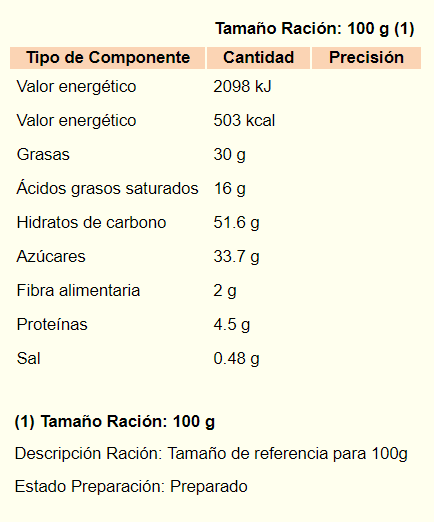 Tamaño Ración: 100 g (1)
Tipo de Componente Cantidad Precisión
Valor energético 2098 kJ
Valor energético 503 kcal
Grasas 30 g
Ácidos grasos saturados 16 g
Hidratos de carbono 51.6 g
Azúcares 33.7 g
Fibra alimentaria 2 g
Proteínas 4.5 g
Sal 0.48 g
(1) Tamaño Ración: 100 g
Descripción Ración: Tamaño de referencia para 100g
Estado Preparación: Preparado